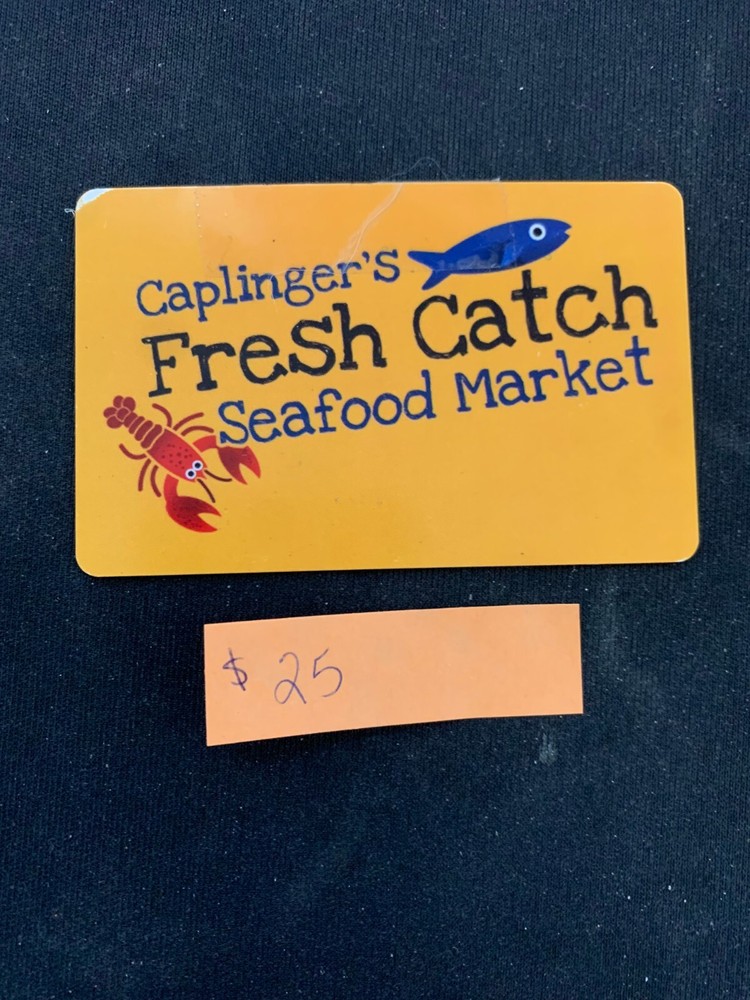 Caplinger's
Fresh Catch
Seafood Market
$ 25